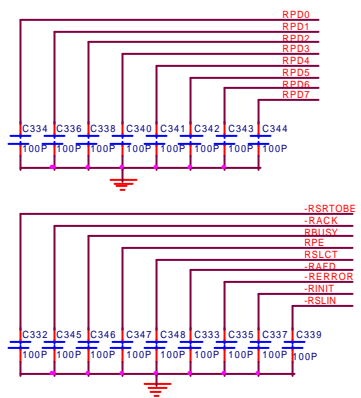 RPD0
RPD1
RPD2
RPD3
RPD4
RPD5
RPD6
RPD7
C334 C336 C338 C340 C341 C342 C343 C344
100P 100P 100P 100P 100P 100P 100P 100P
-RSRTOBE
-RACK
RBUSY
RPE
RSLCT
-RAFD
-RERROR
-RINIT
-RSLIN
C332 C345 C346 C347 C348 C333 C335 C337 C339
100P 100P 100P 100P 100P 100P 100P 100P 100P